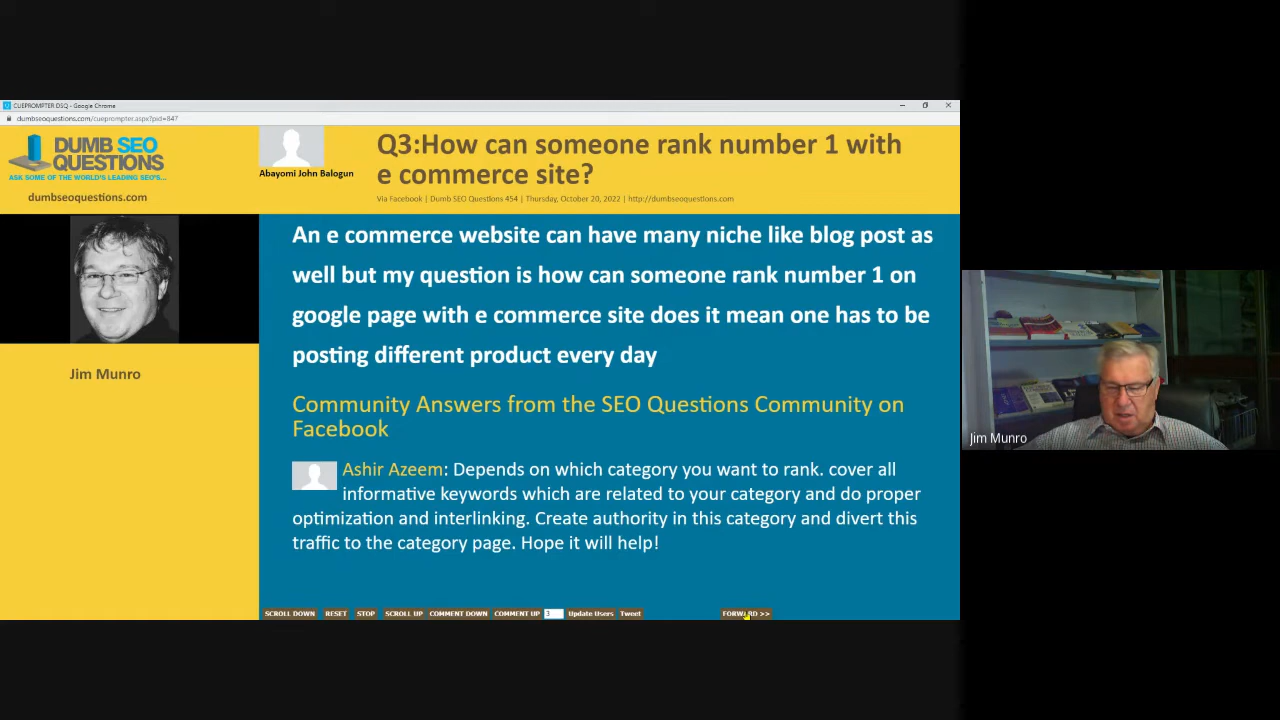 CUEPROMPTER DSQ - Google Chrome
dumbseoquestions.com/cueprompter.aspx?pid=847
DUMB SEO
QUESTIONS
ASK SOME OF THE WORLD'S LEADING SEO'S...
dumbseoquestions.com
Abayomi John Balogun
Q3:How can someone rank number 1 with
e commerce site?
Via Facebook | Dumb SEO Questions 454 | Thursday, October 20, 2022 | http://dumbseoquestions.com
Jim Munro
An e commerce website can have many niche like blog post as
well but my question is how can someone rank number 1 on
google page with e commerce site does it mean one has to be
posting different product every day
Community Answers from the SEO Questions Community on
Facebook
Ashir Azeem: Depends on which category you want to rank. cover all
informative keywords which are related to your category and do proper
optimization and interlinking. Create authority in this category and divert this
traffic to the category page. Hope it will help!
SCROLL DOWN RESET STOP SCROLL UP COMMENT DOWN COMMENT UP 3 Update Users Tweet FORWARD >>
Jim Munro